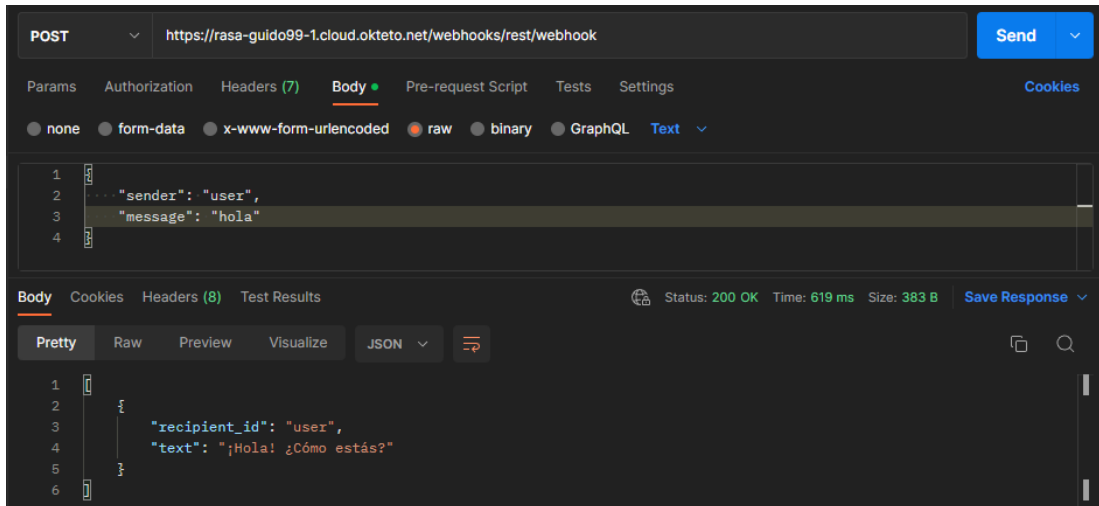 POST https://rasa-guido99-1.cloud.okteto.net/webhooks/rest/webhook Send
Params Authorization Headers (7) Body Pre-request Script Tests Settings Cookies
none form-data x-www-form-urlencoded raw binary GraphQL Text
1 {
2 "sender": "user",
3 "message": "hola"
4 }
Body Cookies Headers (8) Test Results Status: 200 OK Time: 619 ms Size: 383 B Save Response
Pretty Raw Preview Visualize JSON
1 [
2 {
3 "recipient_id": "user",
4 "text": "¡Hola! ¿Cómo estás?"
5 }
6 ]